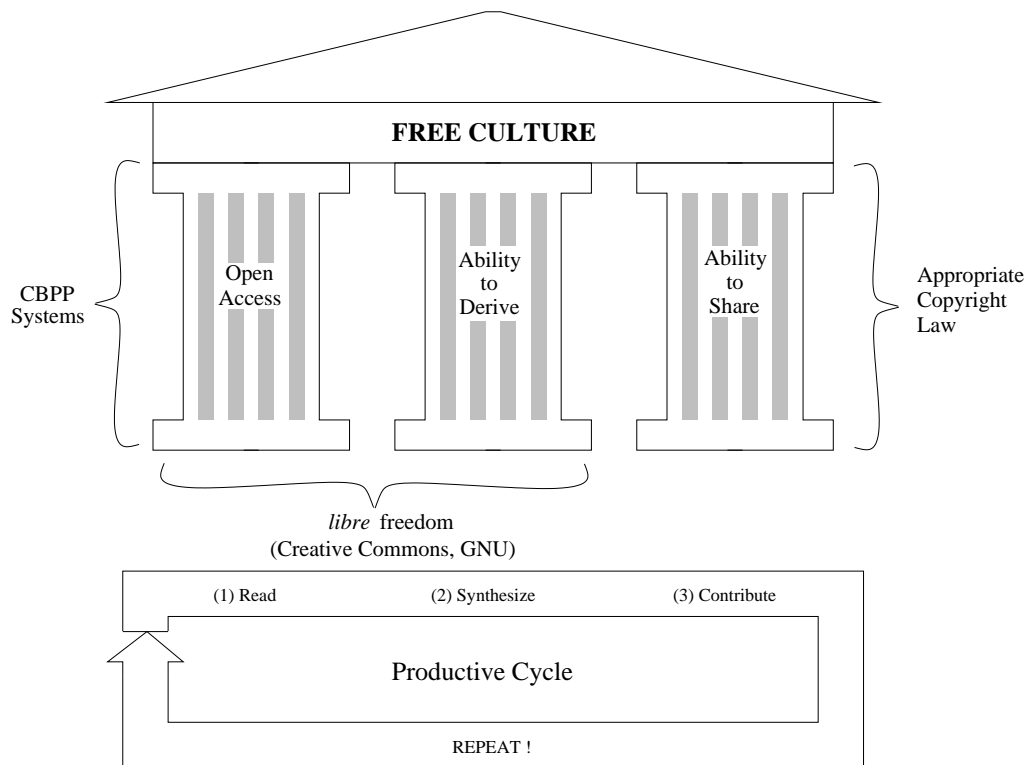 FREE CULTURE
CBPP
Systems
Open
Access
Ability
to
Derive
Ability
to
Share
Appropriate
Copyright
Law
libre freedom
(Creative Commons, GNU)
(1) Read
(2) Synthesize
(3) Contribute
Productive Cycle
REPEAT !